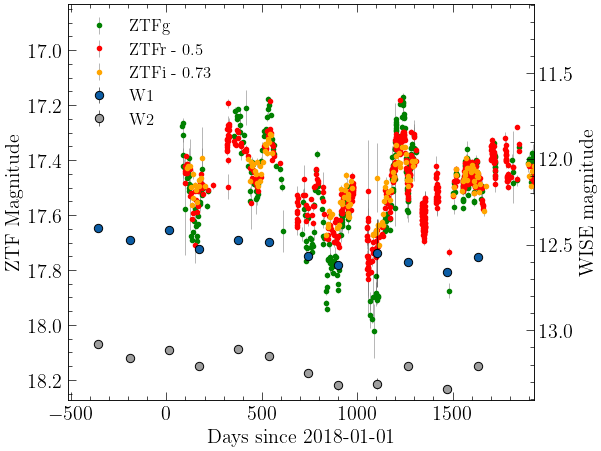 ZTFg
ZTFr - 0.5
ZTFi - 0.73
W1
W2
ZTF Magnitude
17.0
17.2
17.4
17.6
17.8
18.0
18.2
WISE magnitude
11.5
12.0
12.5
13.0
−500
0
500
1000
1500
Days since 2018-01-01